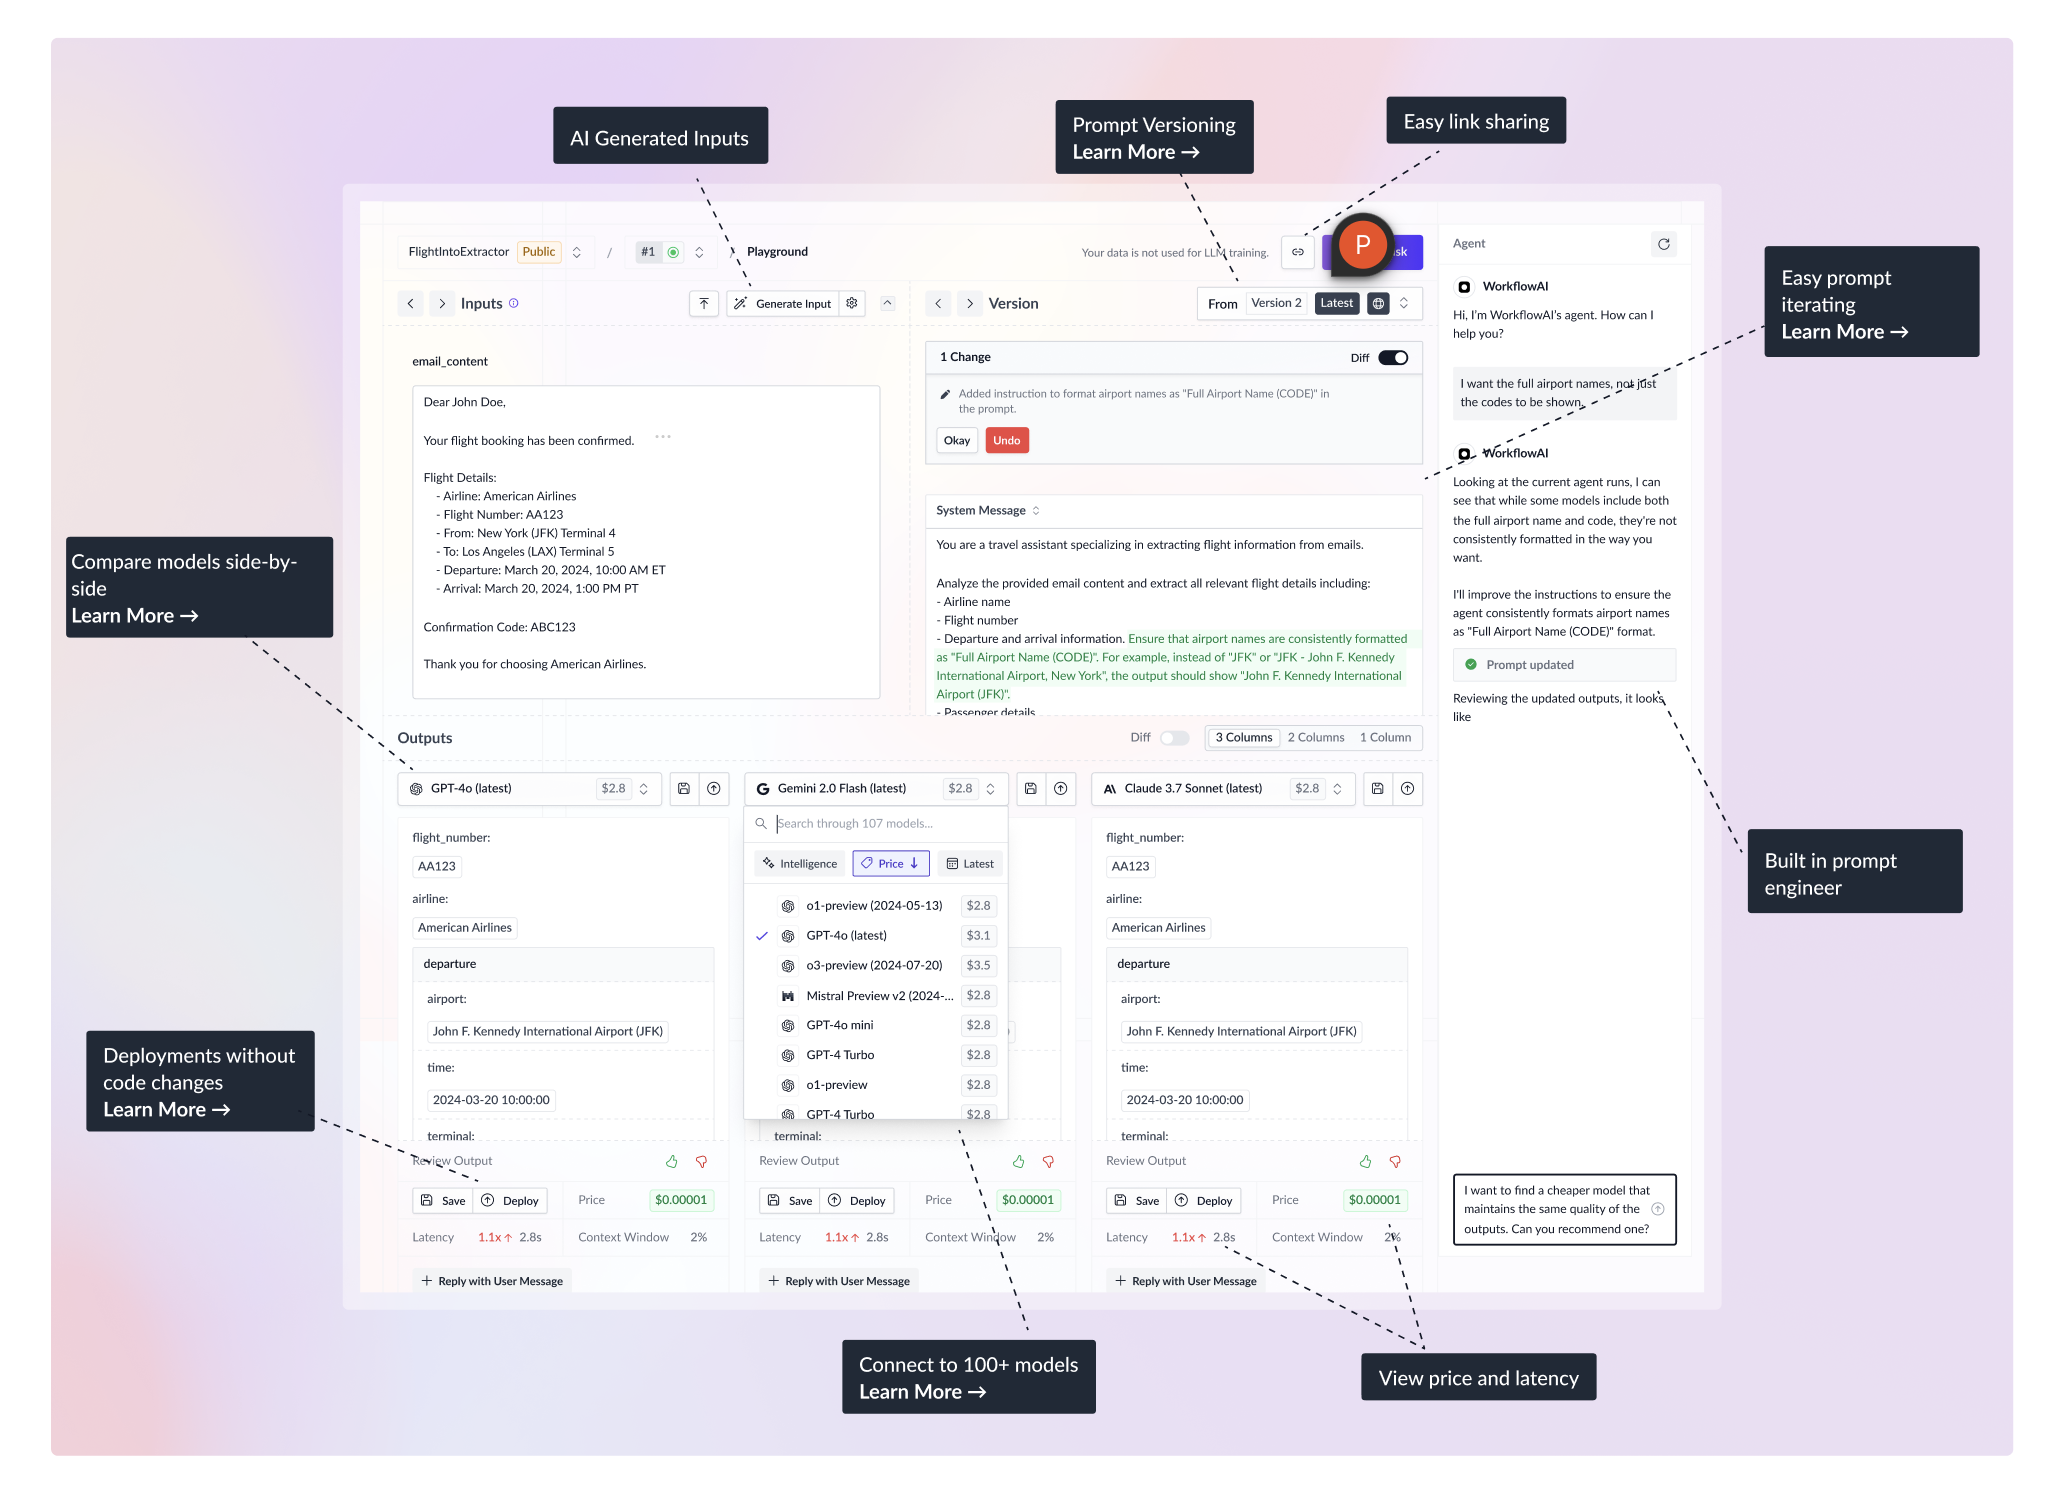 AI Generated Inputs
Prompt Versioning
Learn More →
Easy link sharing
FlightIntoExtractor Public / #1 / Playground
Your data is not used for LLM training.
P
sk
Inputs
Generate Input
Version
From Version 2 Latest
email_content
Dear John Doe,
Your flight booking has been confirmed.
Flight Details:
- Airline: American Airlines
- Flight Number: AA123
- From: New York (JFK) Terminal 4
- To: Los Angeles (LAX) Terminal 5
- Departure: March 20, 2024, 10:00 AM ET
- Arrival: March 20, 2024, 1:00 PM PT
Confirmation Code: ABC123
Thank you for choosing American Airlines.
1 Change
Diff
Added instruction to format airport names as "Full Airport Name (CODE)" in
the prompt.
Okay Undo
System Message
You are a travel assistant specializing in extracting flight information from emails.
Analyze the provided email content and extract all relevant flight details including:
- Airline name
- Flight number
- Departure and arrival information. Ensure that airport names are consistently formatted
as "Full Airport Name (CODE)". For example, instead of "JFK" or "JFK - John F. Kennedy
International Airport, New York", the output should show "John F. Kennedy International
Airport (JFK)".
- Passenger details
Agent
WorkflowAI
Hi, I'm WorkflowAI's agent. How can I
help you?
I want the full airport names, not just
the codes to be shown.
WorkflowAI
Looking at the current agent runs, I can
see that while some models include both
the full airport name and code, they're not
consistently formatted in the way you
want.
I'll improve the instructions to ensure the
agent consistently formats airport names
as "Full Airport Name (CODE)" format.
Prompt updated
Reviewing the updated outputs, it looks
like
I want to find a cheaper model that
maintains the same quality of the
outputs. Can you recommend one?
Easy prompt
iterating
Learn More →
Compare models side-by-
side
Learn More →
Outputs
Diff
3 Columns 2 Columns 1 Column
GPT-4o (latest) $2.8
flight_number:
AA123
airline:
American Airlines
departure
airport:
John F. Kennedy International Airport (JFK)
time:
2024-03-20 10:00:00
terminal:
Review Output
Save Deploy
Price $0.00001
Latency 1.1x↑ 2.8s
Context Window 2%
+ Reply with User Message
Gemini 2.0 Flash (latest) $2.8
Search through 107 models...
Intelligence Price ↓ Latest
o1-preview (2024-05-13) $2.8
GPT-4o (latest) $3.1
o3-preview (2024-07-20) $3.5
Mistral Preview v2 (2024-... $2.8
GPT-4o mini $2.8
GPT-4 Turbo $2.8
o1-preview $2.8
GPT-4 Turbo $2.8
terminal:
Review Output
Save Deploy
Price $0.00001
Latency 1.1x↑ 2.8s
Context Window 2%
+ Reply with User Message
Claude 3.7 Sonnet (latest) $2.8
flight_number:
AA123
airline:
American Airlines
departure
airport:
John F. Kennedy International Airport (JFK)
time:
2024-03-20 10:00:00
terminal:
Review Output
Save Deploy
Price $0.00001
Latency 1.1x↑ 2.8s
Context Window 2%
+ Reply with User Message
Built in prompt
engineer
Deployments without
code changes
Learn More →
Connect to 100+ models
Learn More →
View price and latency